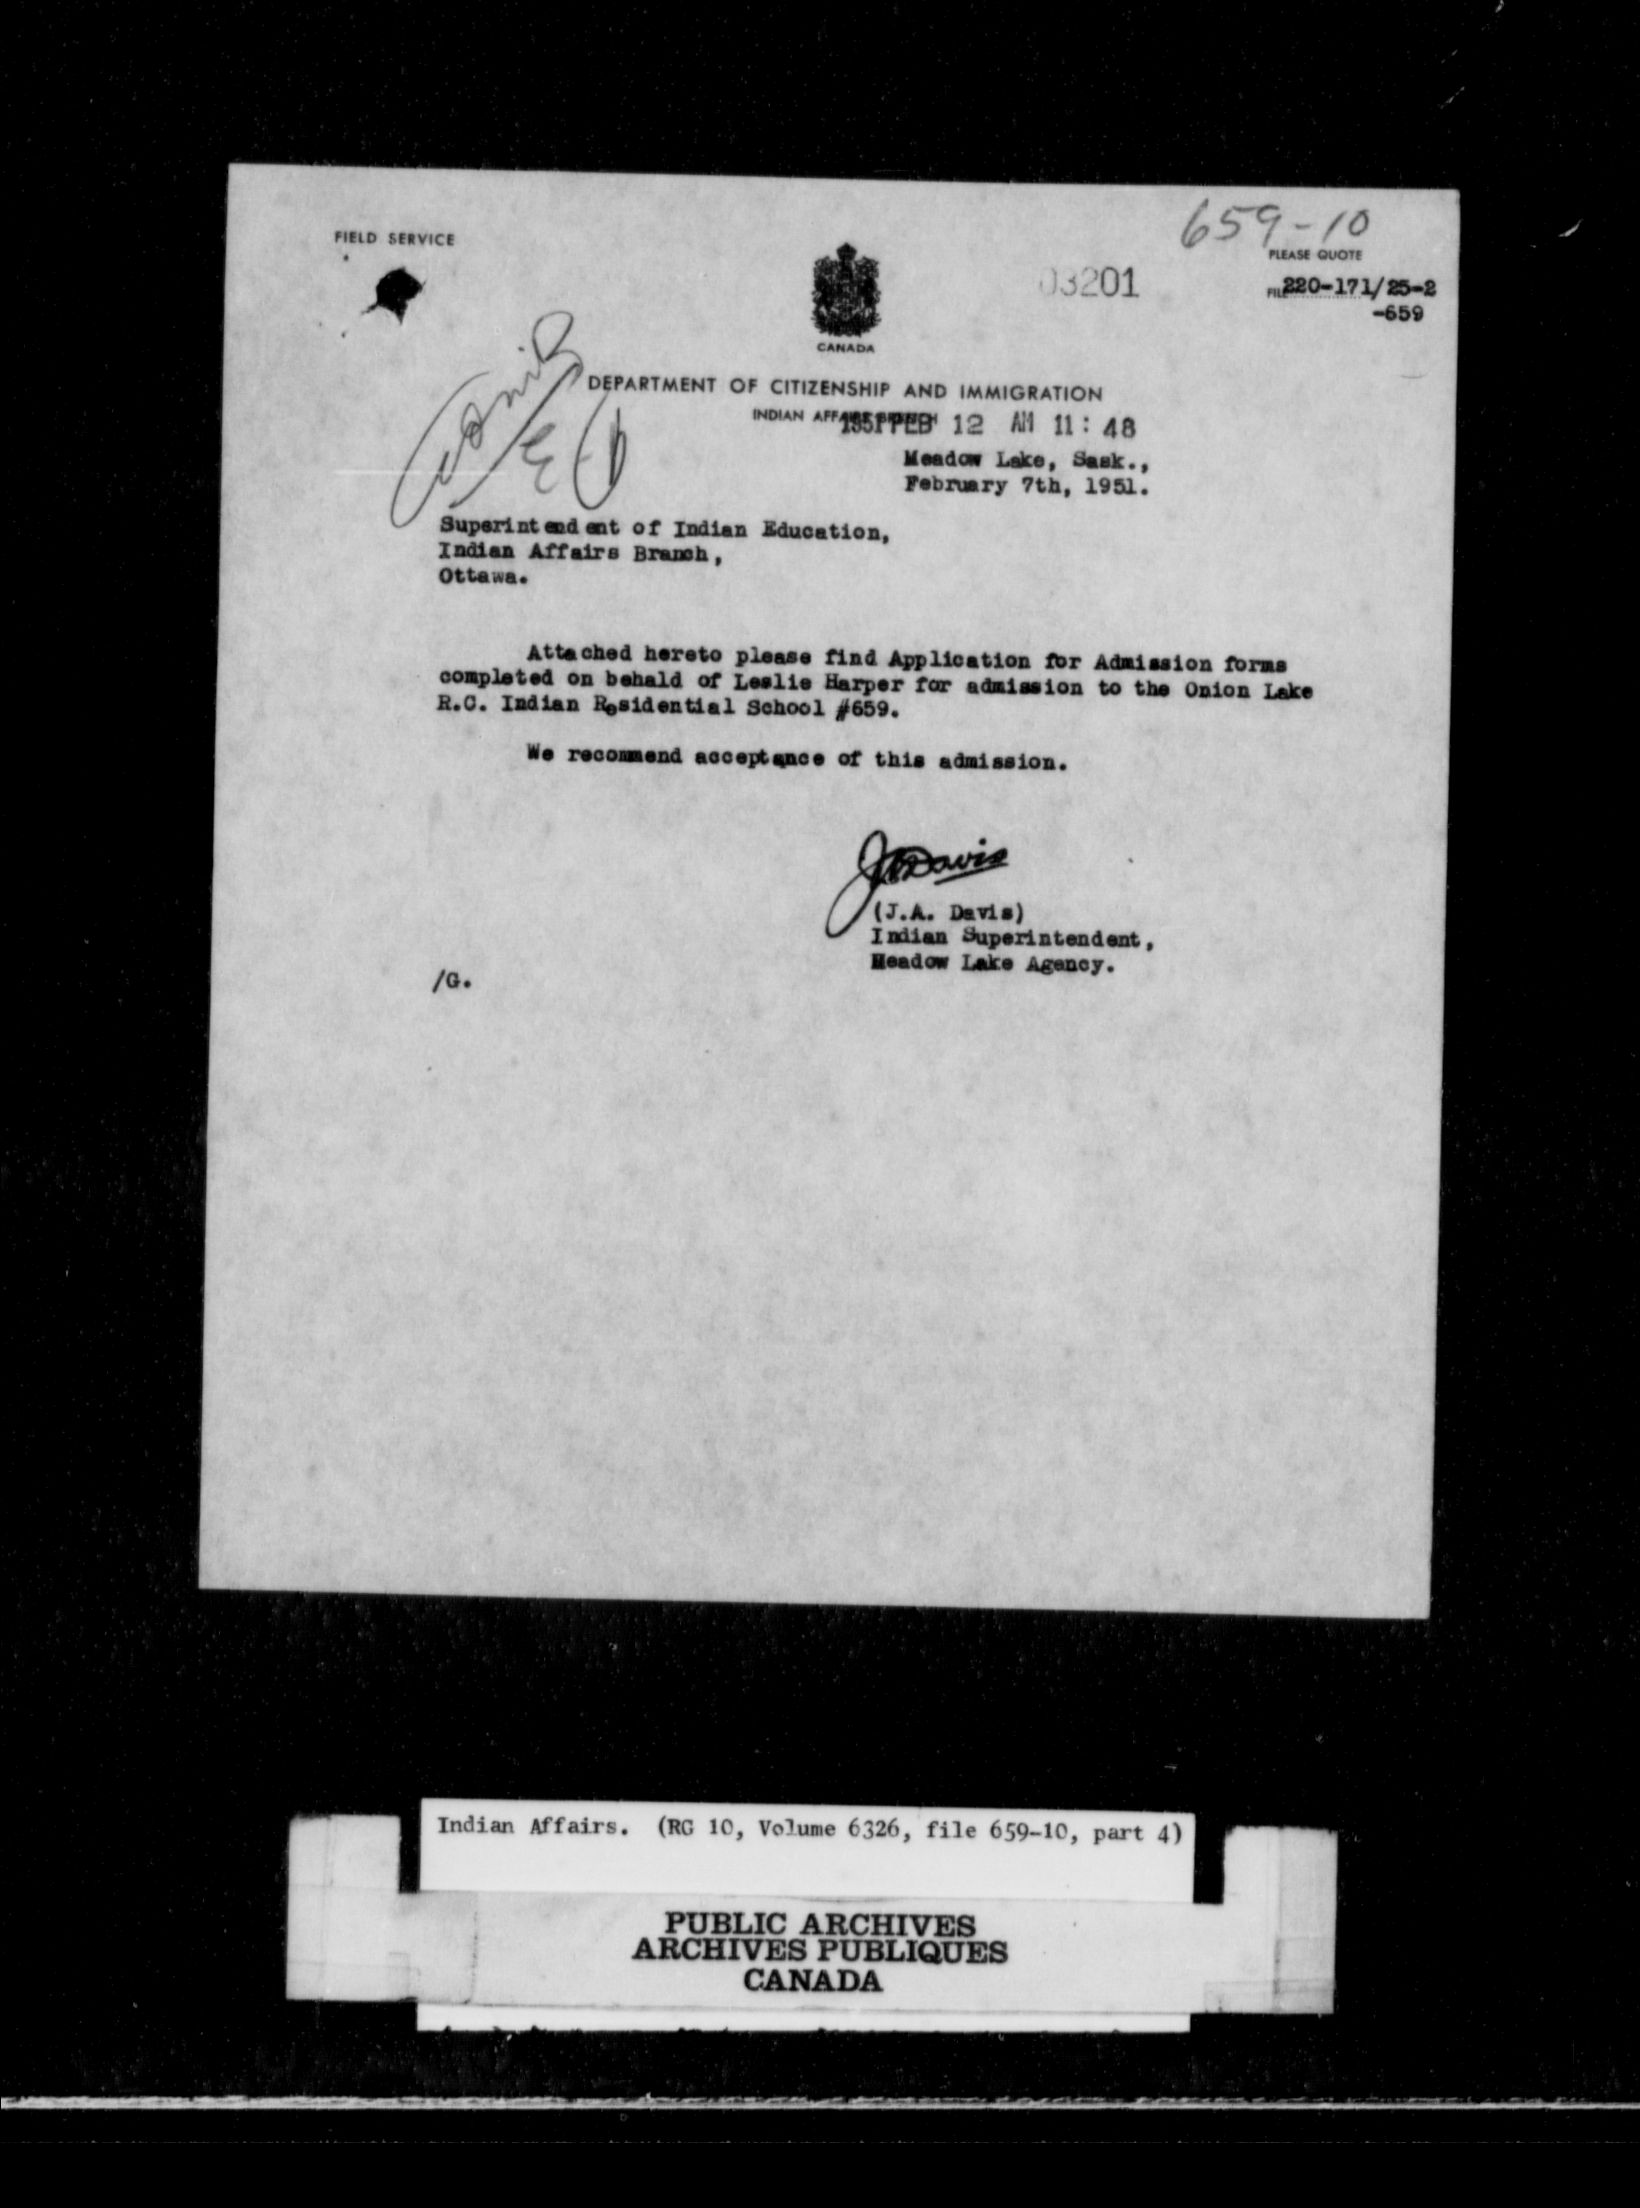 659-10
FIELD SERVICE
PLEASE QUOTE
03201
FILE 220-171/25-2
-659
CANADA
DEPARTMENT OF CITIZENSHIP AND IMMIGRATION
INDIAN AFFAIRS BRANCH
1951 FEB 12 AM 11:48
Meadow Lake, Sask.,
February 7th, 1951.
Superintendent of Indian Education,
Indian Affairs Branch,
Ottawa.
Attached hereto please find Application for Admission forms
completed on behald of Leslie Harper for admission to the Onion Lake
R.C. Indian Residential School #659.
We recommend acceptance of this admission.
JADavis
(J.A. Davis)
Indian Superintendent,
Meadow Lake Agency.
/G.
Indian Affairs. (RG 10, Volume 6326, file 659-10, part 4)
PUBLIC ARCHIVES
ARCHIVES PUBLIQUES
CANADA